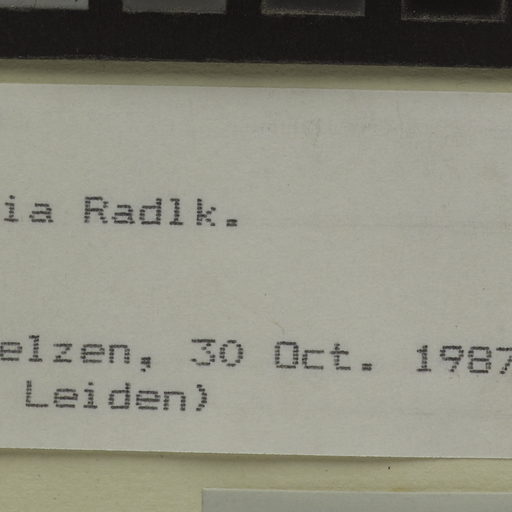 ia Radlk.
elzen, 30 Oct. 1987
Leiden)